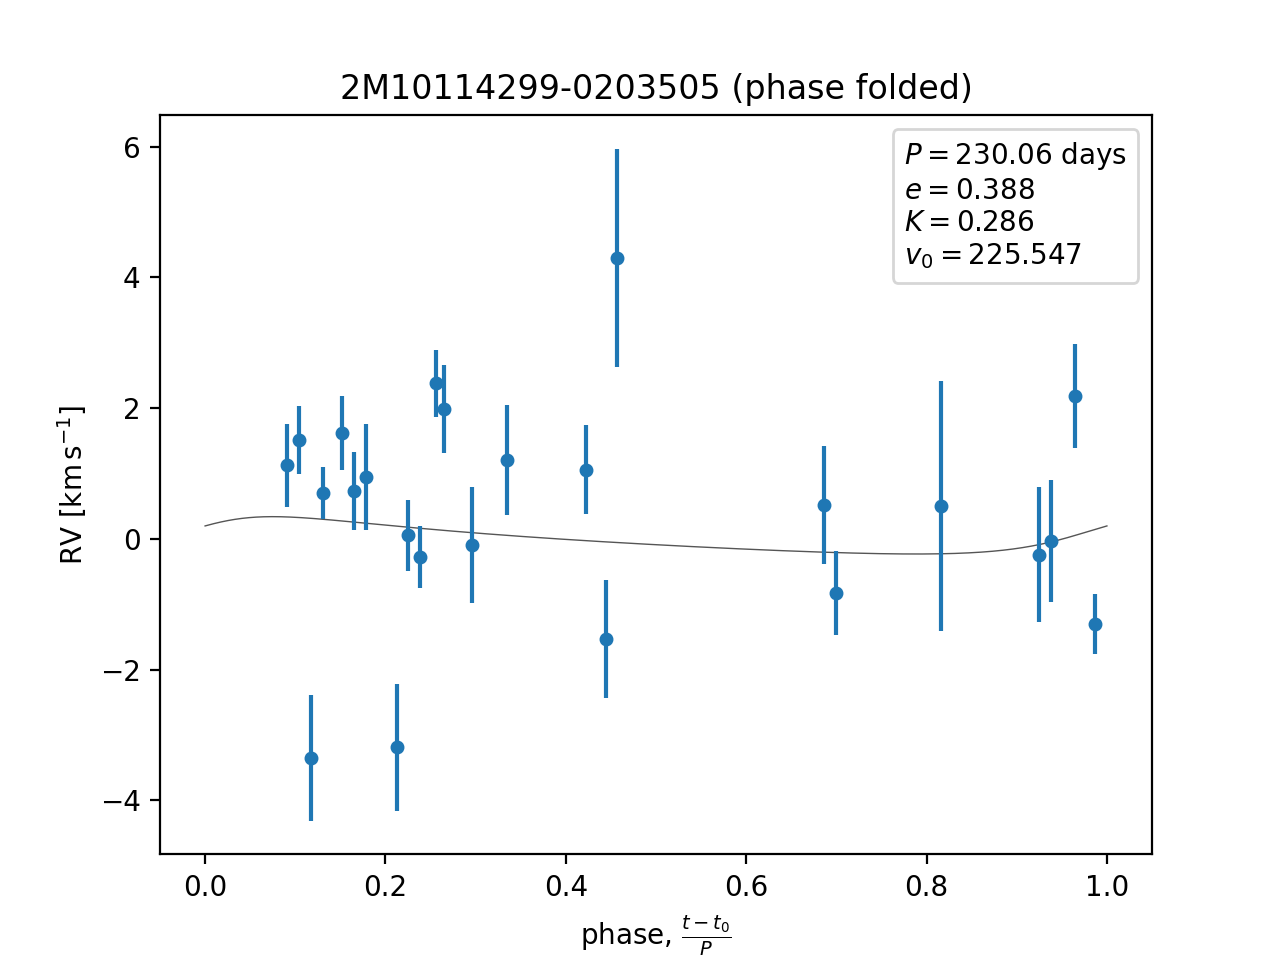 2M10114299-0203505 (phase folded)
P = 230.06 days
e = 0.388
K = 0.286
v₀ = 225.547
RV [km s⁻¹]
6
4
2
0
−2
−4
0.0 0.2 0.4 0.6 0.8 1.0
phase, (t − t₀)/P